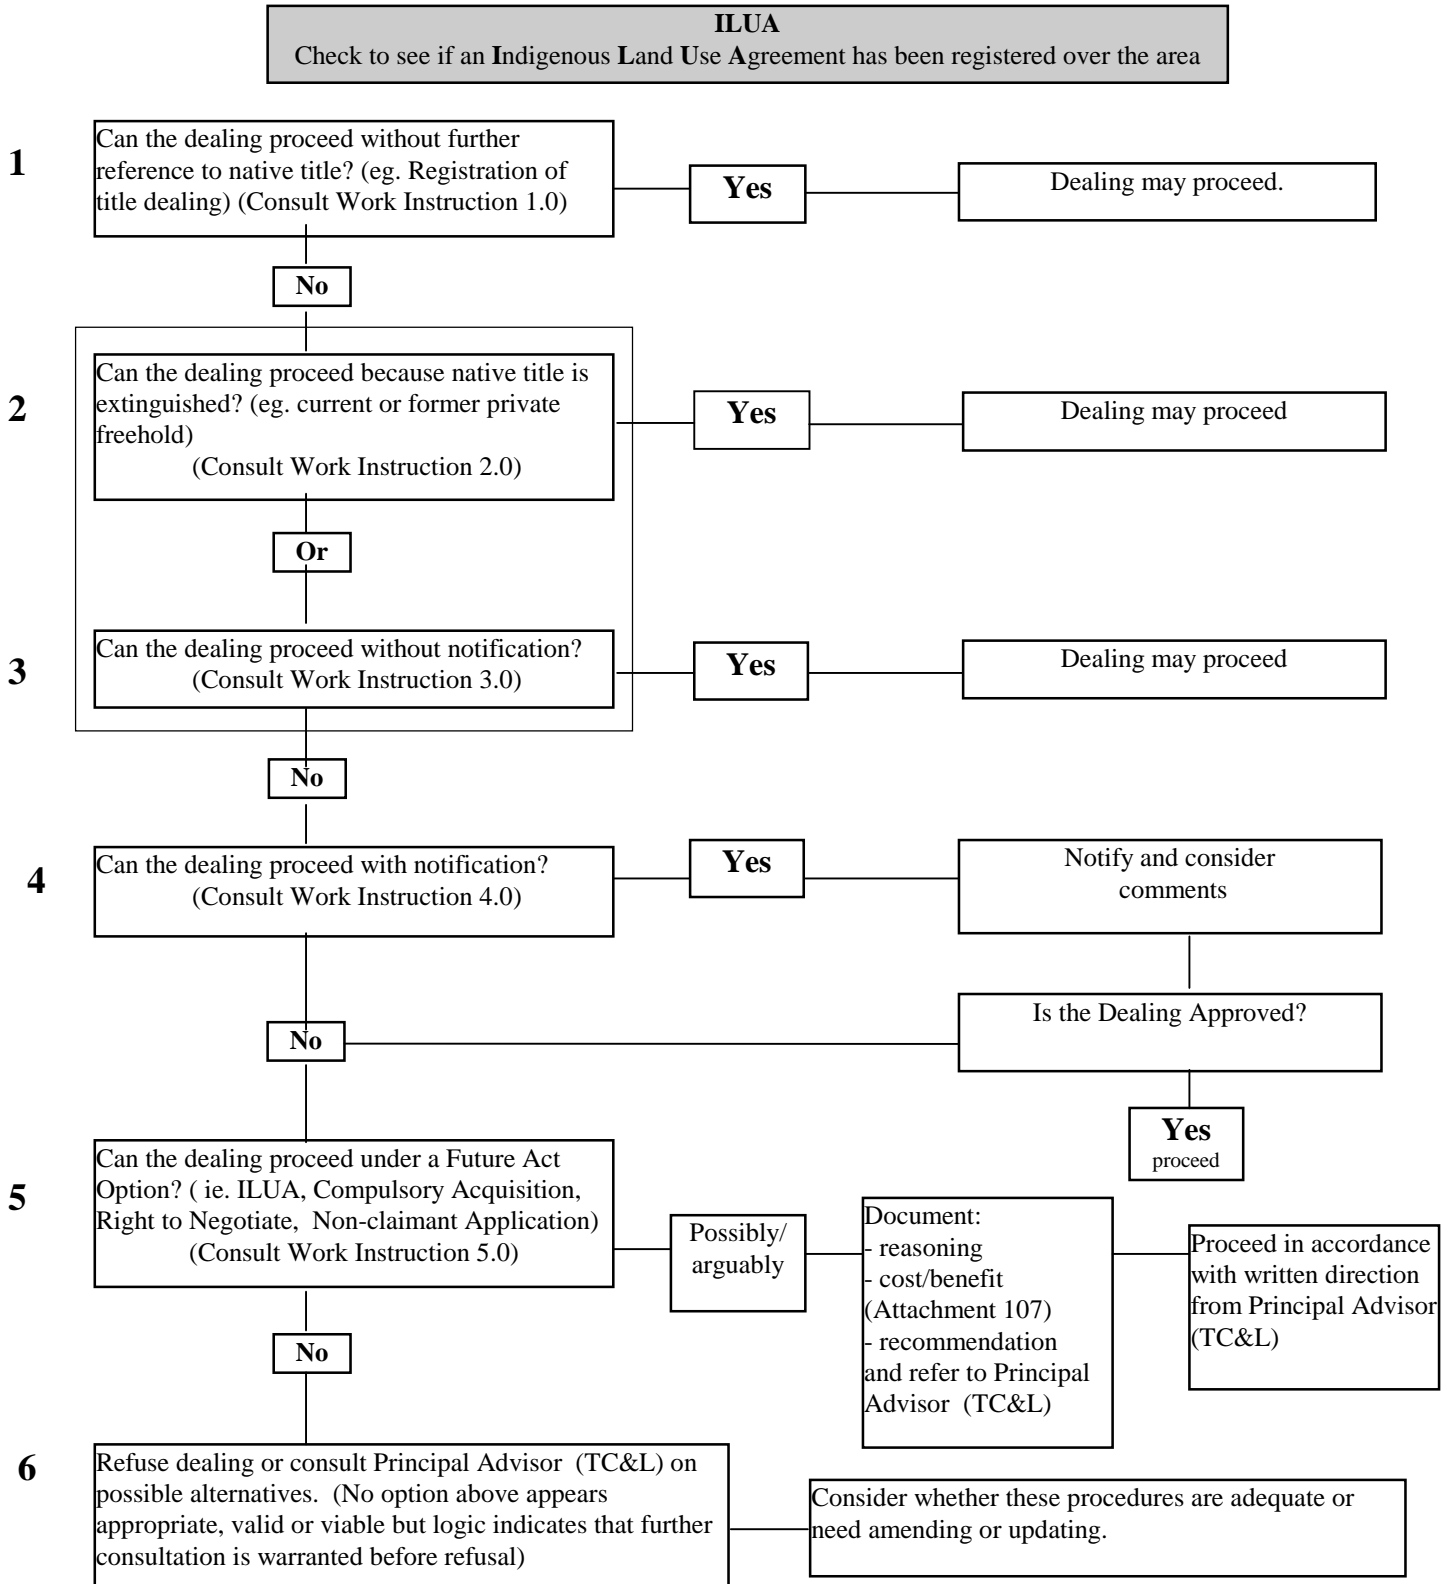 ILUA
Check to see if an Indigenous Land Use Agreement has been registered over the area
1
Can the dealing proceed without further
reference to native title? (eg. Registration of
title dealing) (Consult Work Instruction 1.0)
Yes
Dealing may proceed.
No
2
Can the dealing proceed because native title is
extinguished? (eg. current or former private
freehold)
(Consult Work Instruction 2.0)
Yes
Dealing may proceed
Or
3
Can the dealing proceed without notification?
(Consult Work Instruction 3.0)
Yes
Dealing may proceed
No
4
Can the dealing proceed with notification?
(Consult Work Instruction 4.0)
Yes
Notify and consider
comments
Is the Dealing Approved?
No
Yes
proceed
5
Can the dealing proceed under a Future Act
Option? ( ie. ILUA, Compulsory Acquisition,
Right to Negotiate, Non-claimant Application)
(Consult Work Instruction 5.0)
Possibly/
arguably
Document:
- reasoning
- cost/benefit
(Attachment 107)
- recommendation
and refer to Principal
Advisor (TC&L)
Proceed in accordance
with written direction
from Principal Advisor
(TC&L)
No
6
Refuse dealing or consult Principal Advisor (TC&L) on
possible alternatives. (No option above appears
appropriate, valid or viable but logic indicates that further
consultation is warranted before refusal)
Consider whether these procedures are adequate or
need amending or updating.